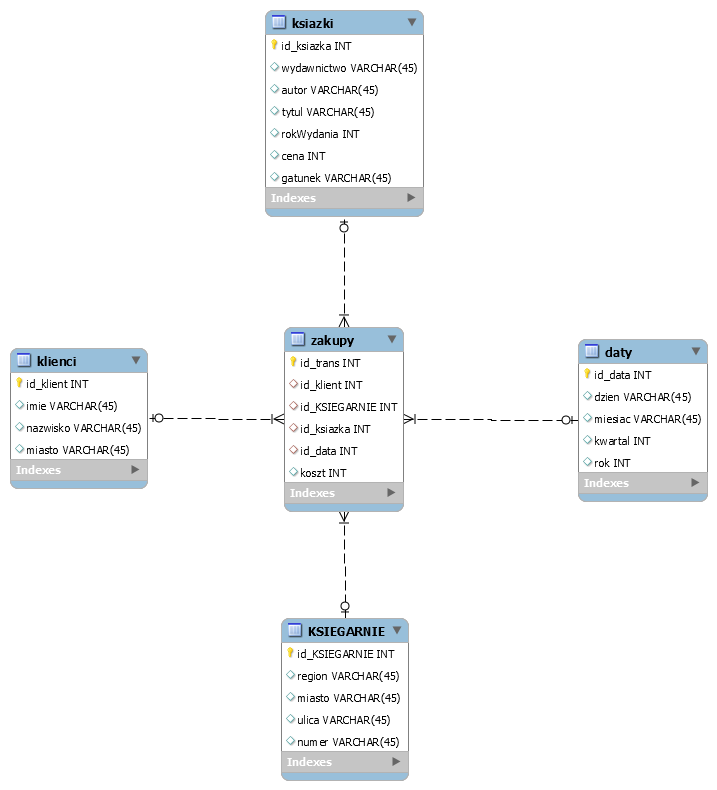 ksiazki
id_ksiazka INT
wydawnictwo VARCHAR(45)
autor VARCHAR(45)
tytul VARCHAR(45)
rokWydania INT
cena INT
gatunek VARCHAR(45)
Indexes
klienci
id_klient INT
imie VARCHAR(45)
nazwisko VARCHAR(45)
miasto VARCHAR(45)
Indexes
zakupy
id_trans INT
id_klient INT
id_KSIEGARNIE INT
id_ksiazka INT
id_data INT
koszt INT
Indexes
daty
id_data INT
dzien VARCHAR(45)
miesiac VARCHAR(45)
kwartal INT
rok INT
Indexes
KSIEGARNIE
id_KSIEGARNIE INT
region VARCHAR(45)
miasto VARCHAR(45)
ulica VARCHAR(45)
numer VARCHAR(45)
Indexes